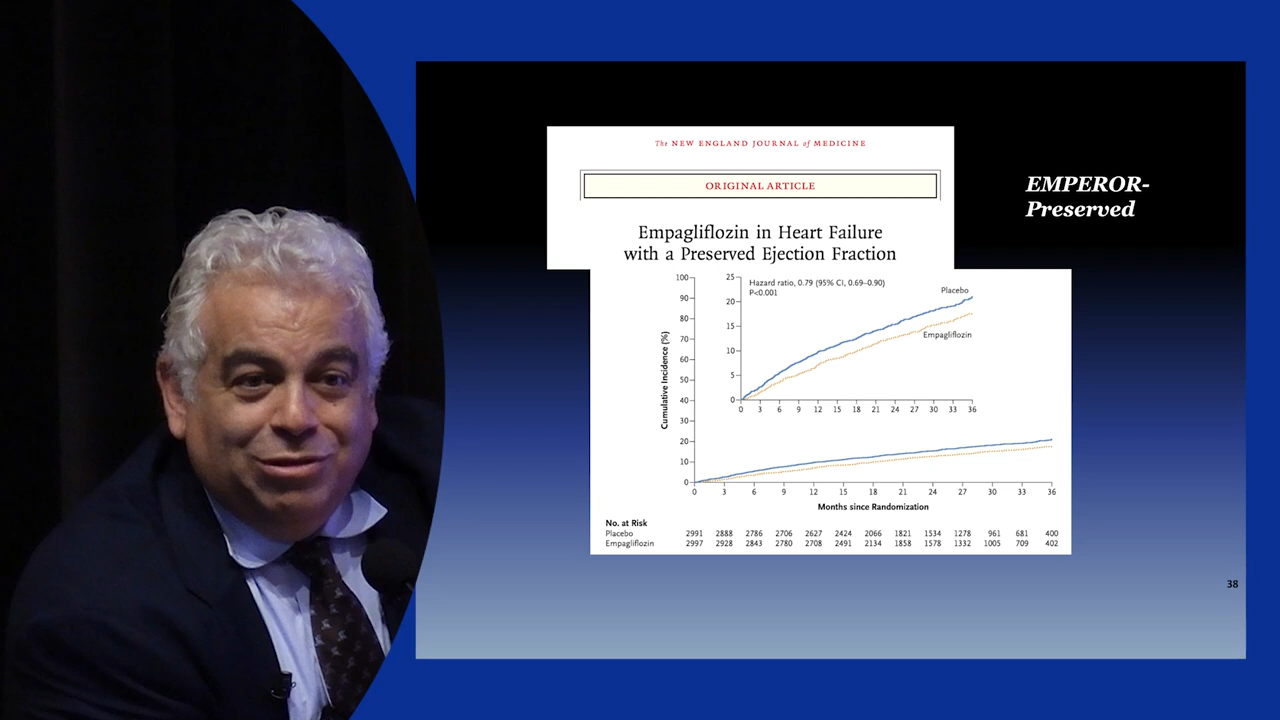 The NEW ENGLAND JOURNAL of MEDICINE
ORIGINAL ARTICLE
Empagliflozin in Heart Failure
with a Preserved Ejection Fraction
EMPEROR-
Preserved
Cumulative Incidence (%)
100
90
80
70
60
50
40
30
20
10
0
25
20
15
10
5
0
Hazard ratio, 0.79 (95% CI, 0.69–0.90)
P<0.001
Placebo
Empagliflozin
0 3 6 9 12 15 18 21 24 27 30 33 36
0 3 6 9 12 15 18 21 24 27 30 33 36
Months since Randomization
No. at Risk
Placebo 2991 2888 2786 2706 2627 2424 2066 1821 1534 1278 961 681 400
Empagliflozin 2997 2928 2843 2780 2708 2491 2134 1858 1578 1332 1005 709 402
38